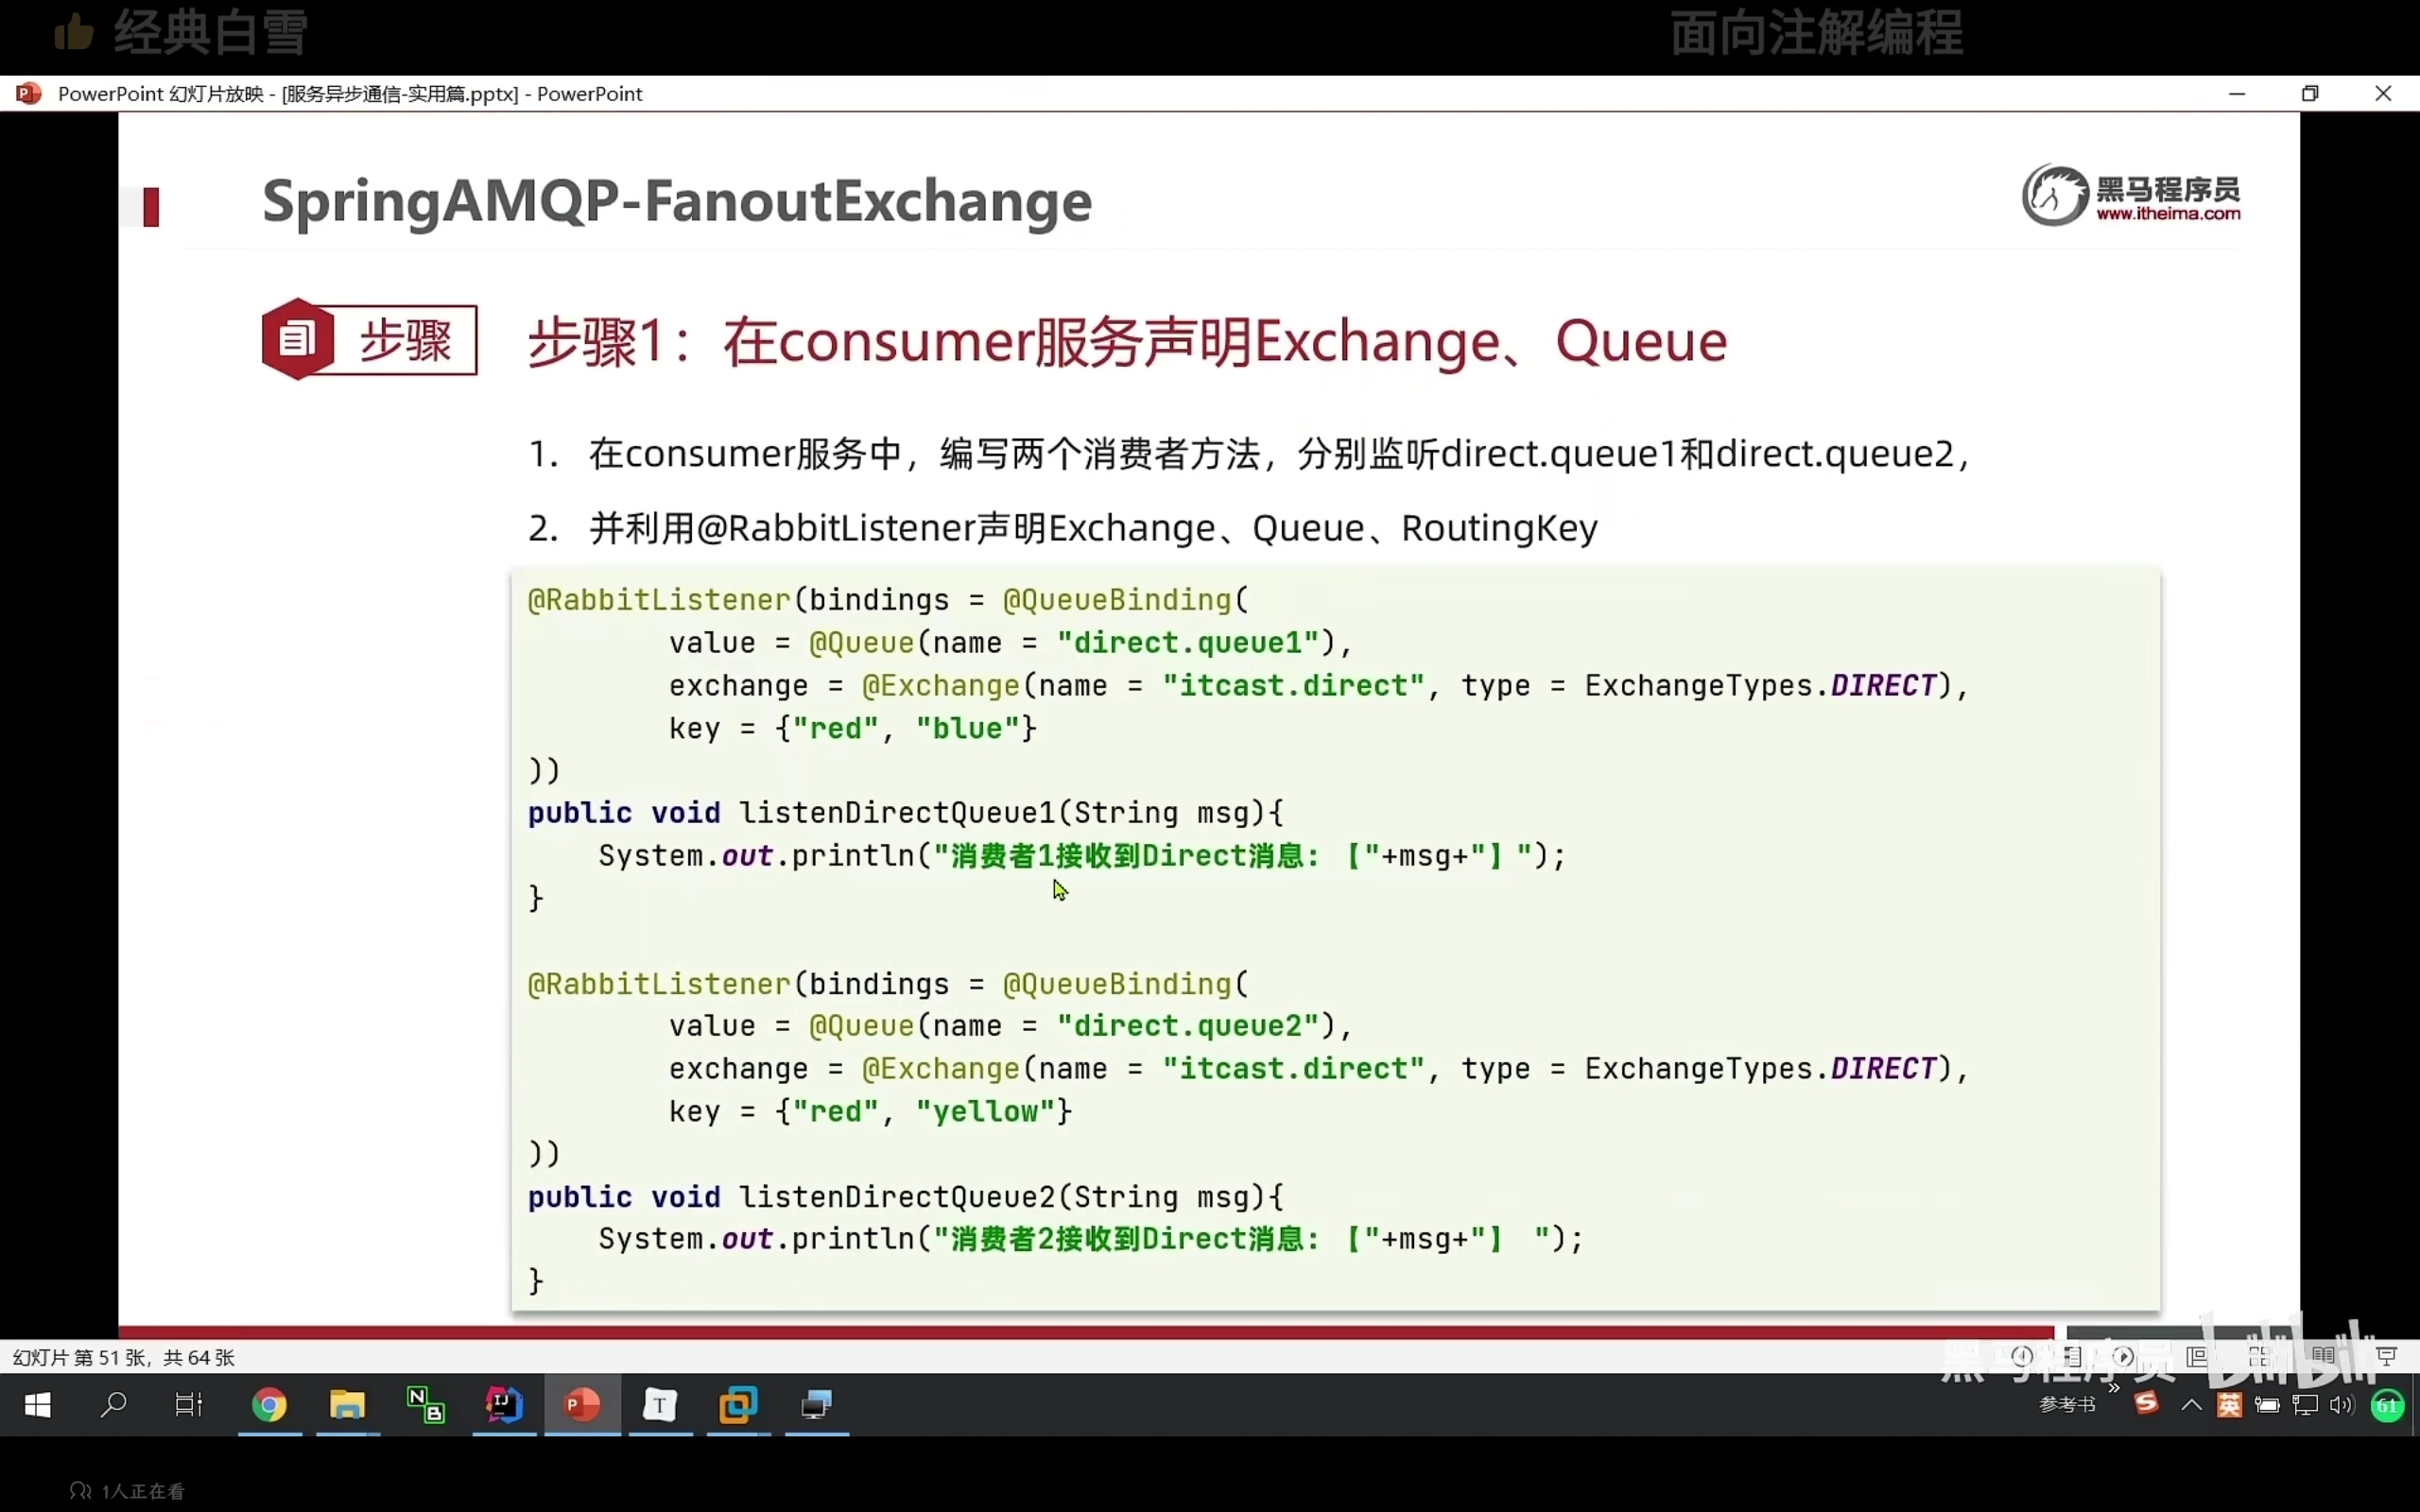 经典白雪
面向注解编程
PowerPoint 幻灯片放映 - [服务异步通信-实用篇.pptx] - PowerPoint
SpringAMQP-FanoutExchange
黑马程序员
www.itheima.com
步骤
步骤1：在consumer服务声明Exchange、Queue
1. 在consumer服务中，编写两个消费者方法，分别监听direct.queue1和direct.queue2，
2. 并利用@RabbitListener声明Exchange、Queue、RoutingKey
@RabbitListener(bindings = @QueueBinding(
value = @Queue(name = "direct.queue1"),
exchange = @Exchange(name = "itcast.direct", type = ExchangeTypes.DIRECT),
key = {"red", "blue"}
))
public void listenDirectQueue1(String msg){
System.out.println("消费者1接收到Direct消息：【"+msg+"】");
}
@RabbitListener(bindings = @QueueBinding(
value = @Queue(name = "direct.queue2"),
exchange = @Exchange(name = "itcast.direct", type = ExchangeTypes.DIRECT),
key = {"red", "yellow"}
))
public void listenDirectQueue2(String msg){
System.out.println("消费者2接收到Direct消息：【"+msg+"】 ");
}
幻灯片 第 51 张，共 64 张
黑马程序员 bilibili
参考书
英
61
1人正在看